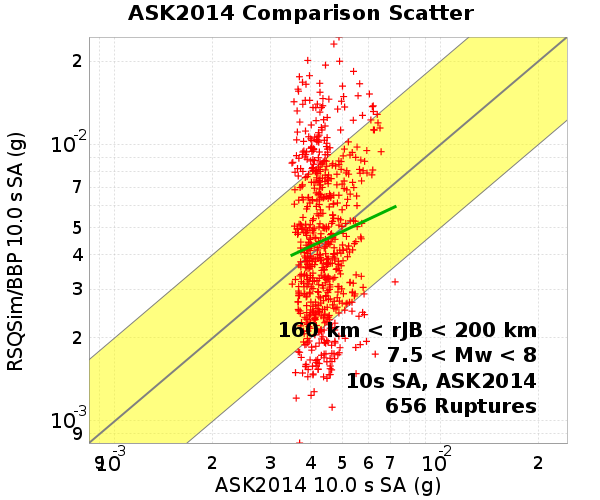 ASK2014 Comparison Scatter
RSQSim/BBP 10.0 s SA (g)
2
10-2
7
5
4
3
2
10-3
9
160 km < rJB < 200 km
7.5 < Mw < 8
10s SA, ASK2014
656 Ruptures
9 10-3 2 3 4 5 6 7 10-2 2
ASK2014 10.0 s SA (g)